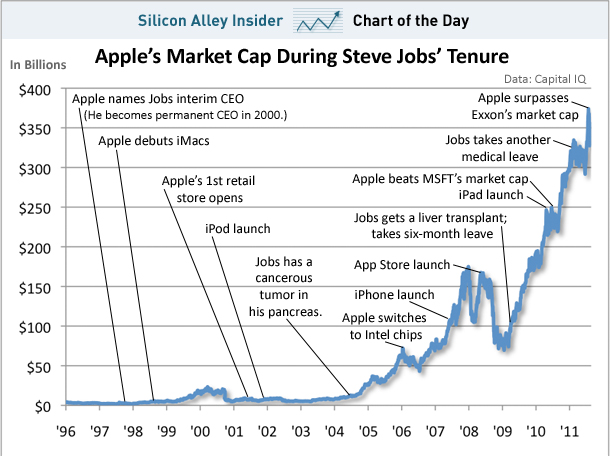 Silicon Alley Insider Chart of the Day
Apple's Market Cap During Steve Jobs' Tenure
In Billions
Data: Capital IQ
$400
$350
$300
$250
$200
$150
$100
$50
$0
Apple names Jobs interim CEO
(He becomes permanent CEO in 2000.)
Apple debuts iMacs
Apple's 1st retail
store opens
iPod launch
Jobs has a
cancerous
tumor in
his pancreas.
Apple surpasses
Exxon's market cap
Jobs takes another
medical leave
Apple beats MSFT's market cap
iPad launch
Jobs gets a liver transplant;
takes six-month leave
App Store launch
iPhone launch
Apple switches
to Intel chips
'96 '97 '98 '99 '00 '01 '02 '03 '04 '05 '06 '07 '08 '09 '10 '11